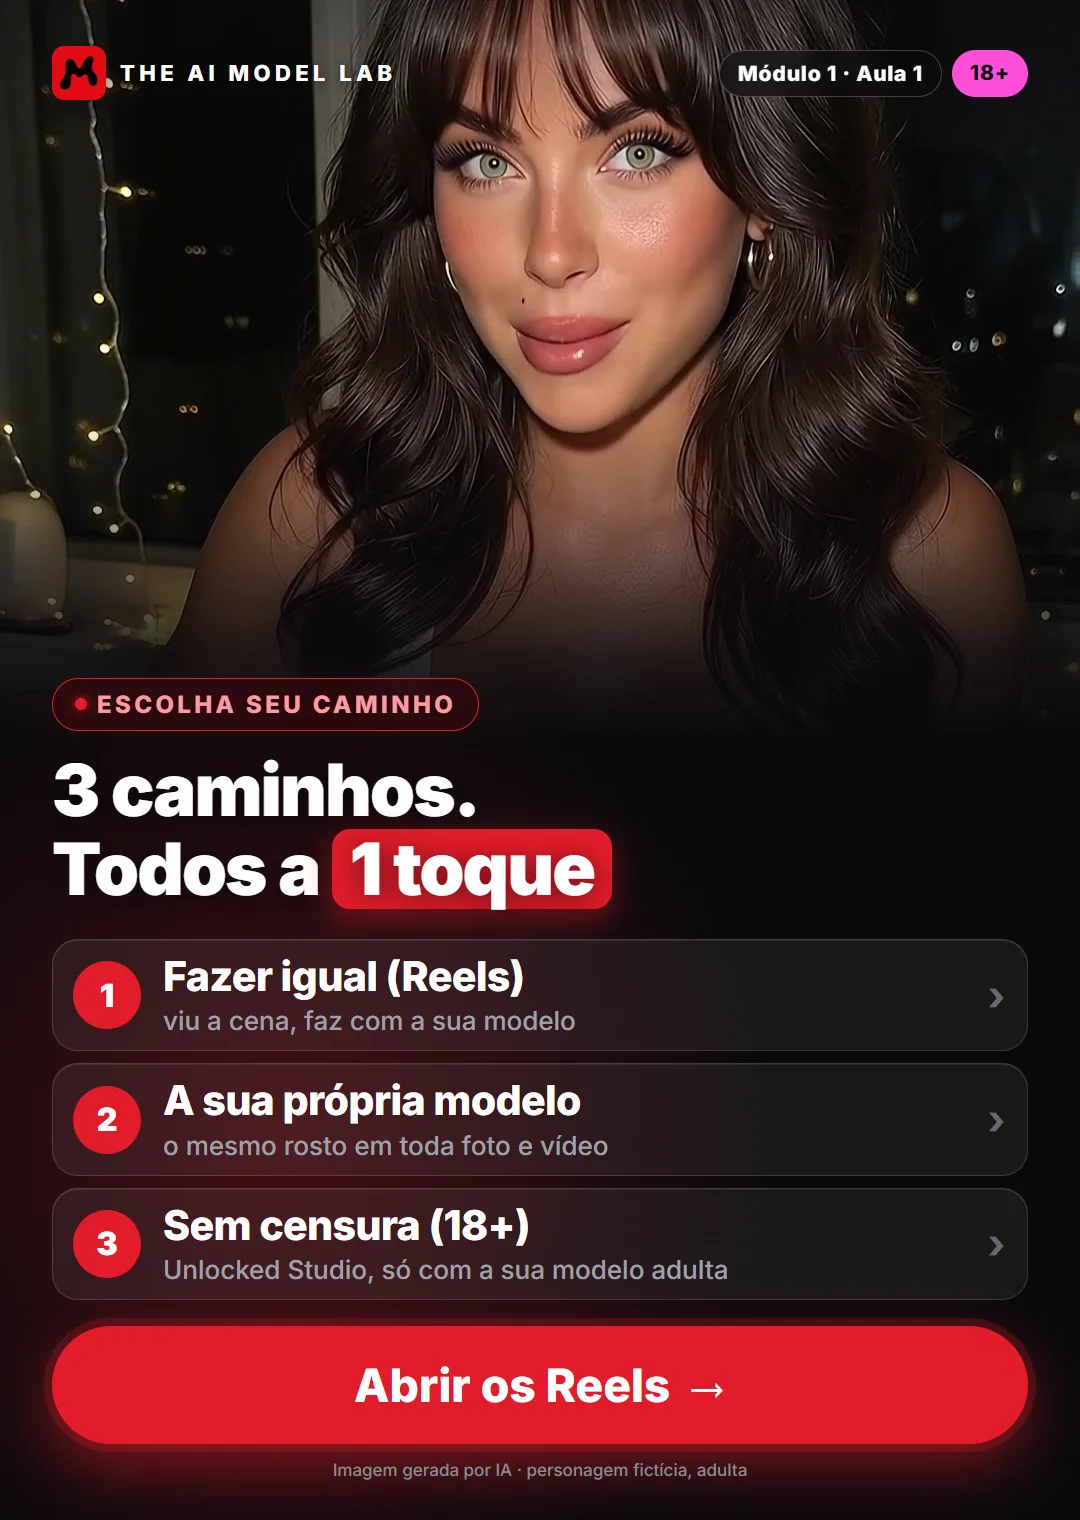 THE AI MODEL LAB
Módulo 1 · Aula 1
18+
ESCOLHA SEU CAMINHO
3 caminhos.
Todos a 1 toque
1
Fazer igual (Reels)
viu a cena, faz com a sua modelo
›
2
A sua própria modelo
o mesmo rosto em toda foto e vídeo
›
3
Sem censura (18+)
Unlocked Studio, só com a sua modelo adulta
›
Abrir os Reels →
Imagem gerada por IA · personagem fictícia, adulta